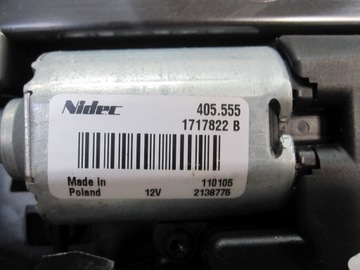 Nidec 405.555
1717822 B
Made in 110105
Poland 12V 2138775